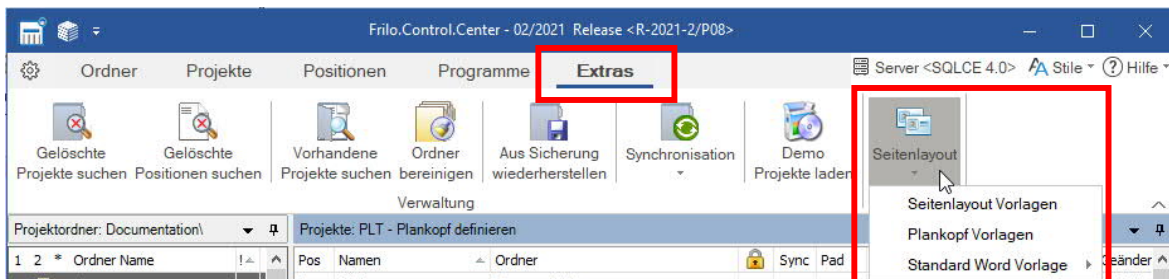 Frilo.Control.Center - 02/2021 Release <R-2021-2/P08>
Ordner Projekte Positionen Programme Extras Server <SQLCE 4.0> Stile Hilfe
Gelöschte Projekte suchen
Gelöschte Positionen suchen
Vorhandene Projekte suchen
Ordner bereinigen
Aus Sicherung wiederherstellen
Synchronisation
Demo Projekte laden
Seitenlayout
Verwaltung
Seitenlayout Vorlagen
Plankopf Vorlagen
Standard Word Vorlage
Projektordner: Documentation\ Projekte: PLT - Plankopf definieren
1 2 * Ordner Name ! Pos Namen Ordner Sync Pad